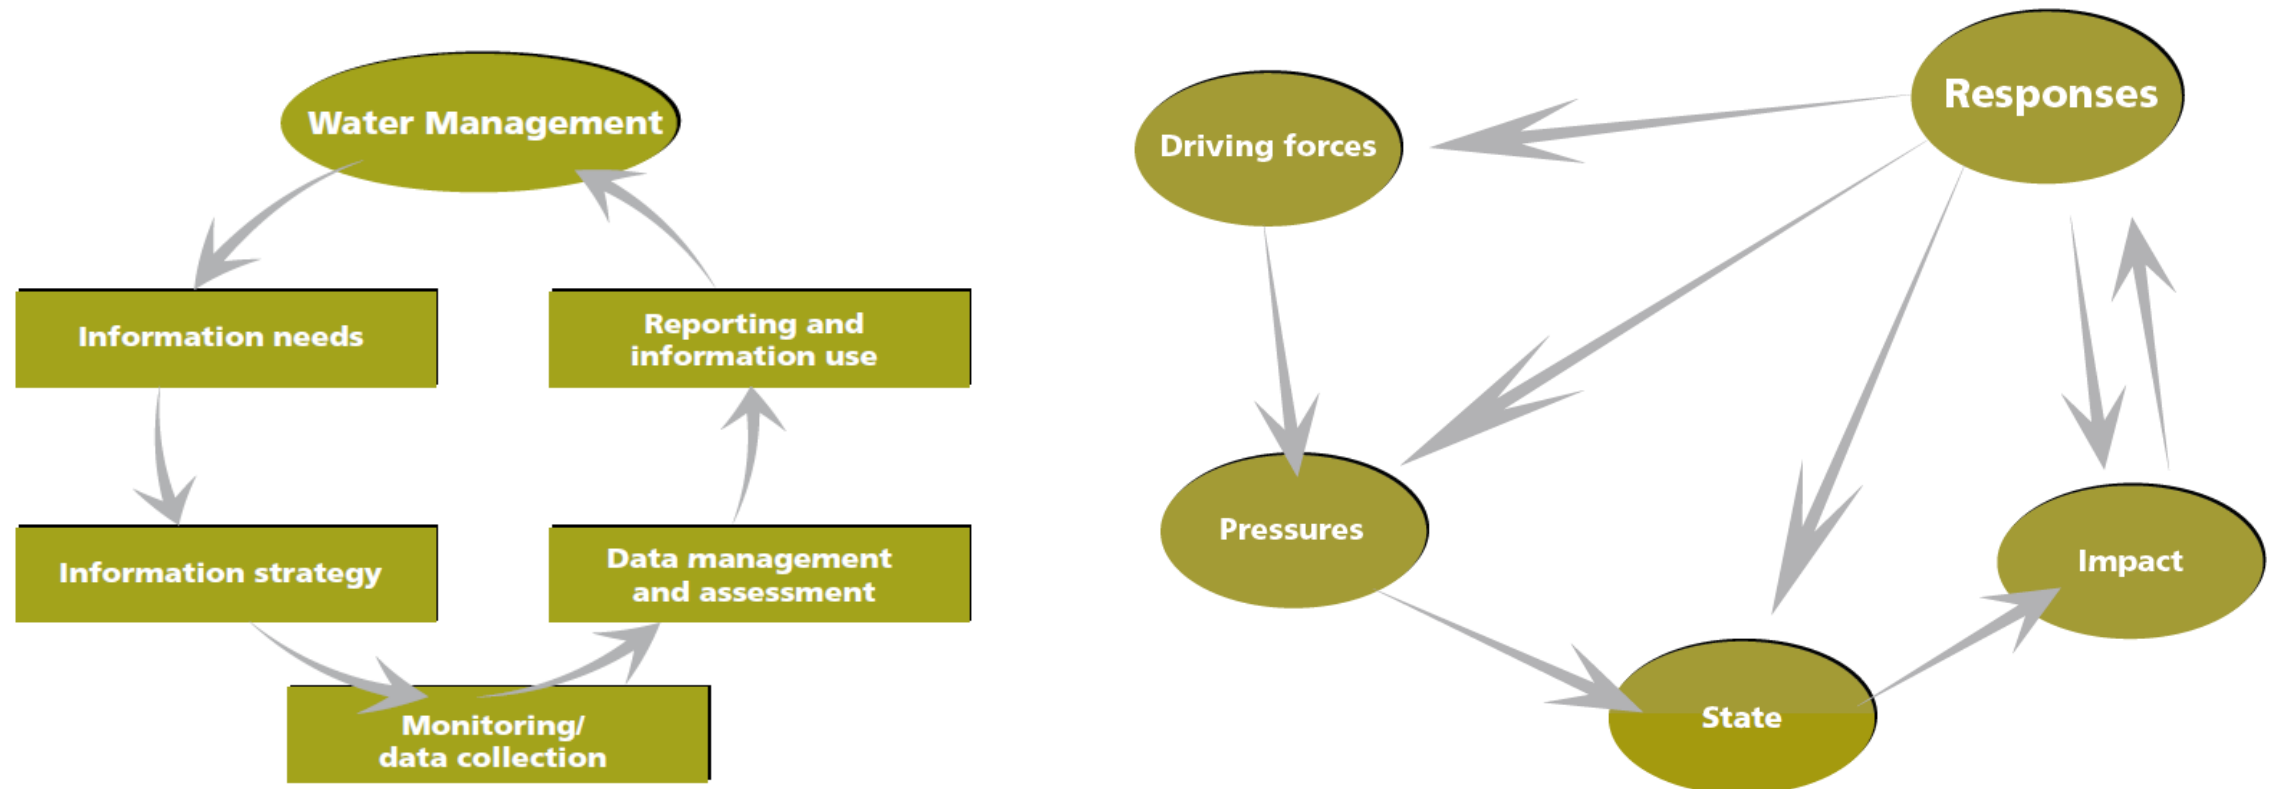 Water Management
Information needs
Reporting and
information use
Information strategy
Data management
and assessment
Monitoring/
data collection
Responses
Driving forces
Pressures
Impact
State